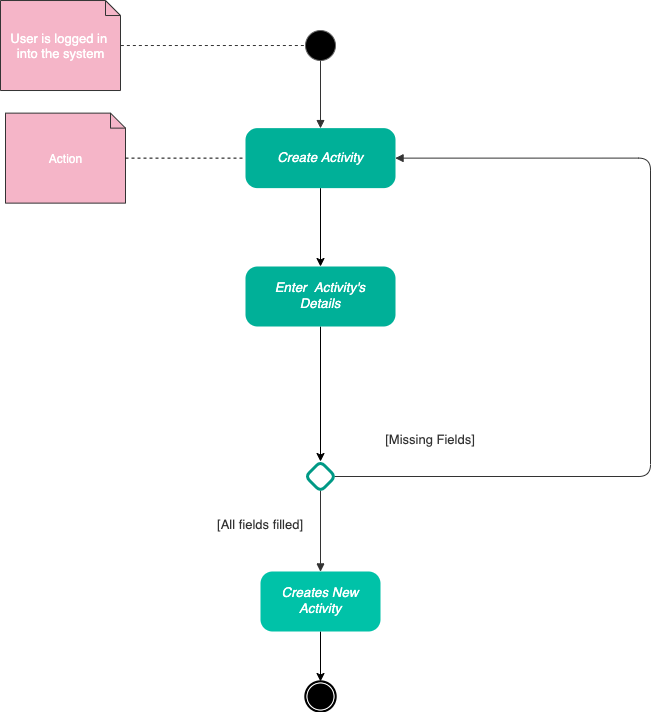 User is logged in
into the system
Action
Create Activity
Enter Activity's
Details
[Missing Fields]
[All fields filled]
Creates New
Activity